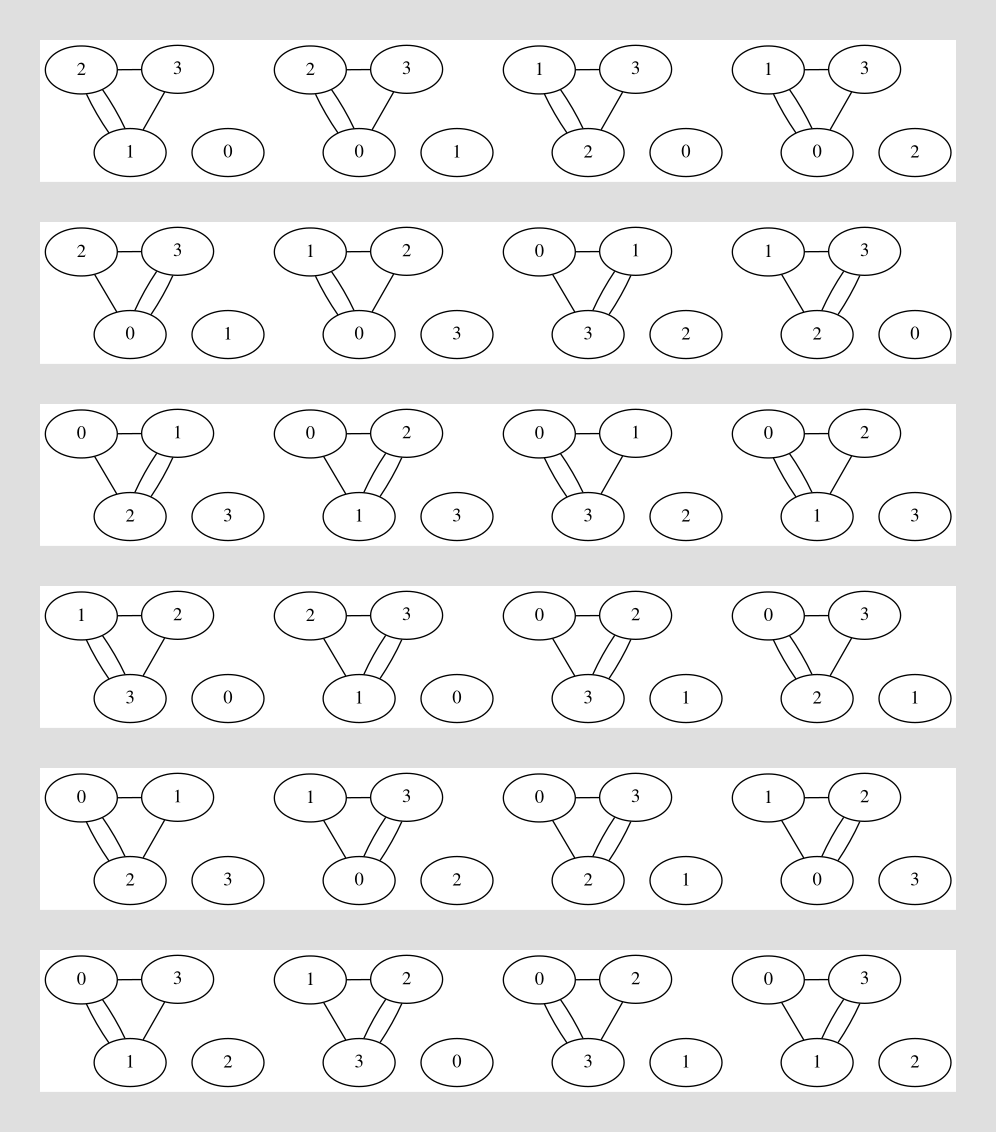 2 3 2 3 1 3 1 3
1 0 0 1 2 0 0 2
2 3 1 2 0 1 1 3
0 1 0 3 3 2 2 0
0 1 0 2 0 1 0 2
2 3 1 3 3 2 1 3
1 2 2 3 0 2 0 3
3 0 1 0 3 1 2 1
0 1 1 3 0 3 1 2
2 3 0 2 2 1 0 3
0 3 1 2 0 2 0 3
1 2 3 0 3 1 1 2